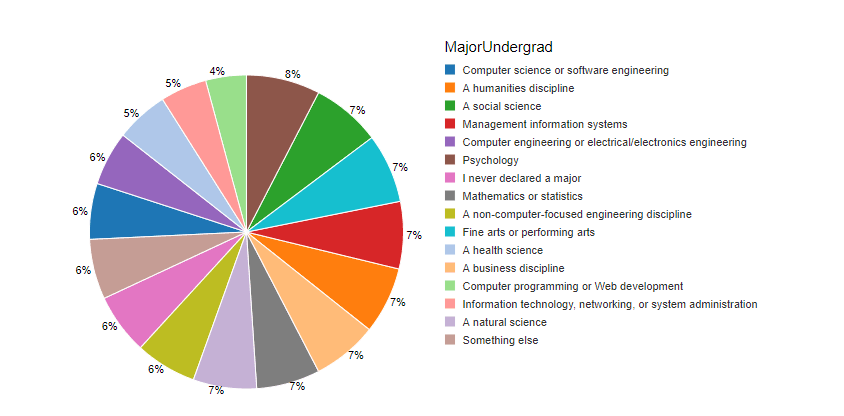 MajorUndergrad
Computer science or software engineering
A humanities discipline
A social science
Management information systems
Computer engineering or electrical/electronics engineering
Psychology
I never declared a major
Mathematics or statistics
A non-computer-focused engineering discipline
Fine arts or performing arts
A health science
A business discipline
Computer programming or Web development
Information technology, networking, or system administration
A natural science
Something else
8%
7%
7%
7%
7%
7%
7%
7%
6%
6%
6%
6%
6%
5%
5%
4%